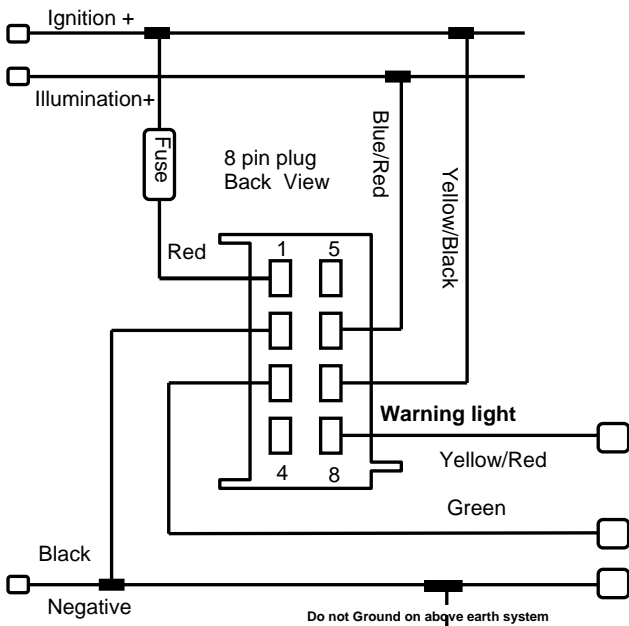 Ignition +
Illumination+
Fuse
Blue/Red
Yellow/Black
8 pin plug
Back View
Red
1 5
Warning light
Yellow/Red
4 8
Green
Black
Negative
Do not Ground on above earth system